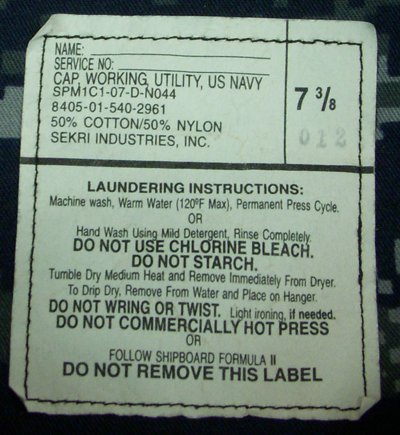 NAME:
SERVICE NO:
CAP, WORKING, UTILITY, US NAVY
SPM1C1-07-D-N044
8405-01-540-2961
50% COTTON/50% NYLON
SEKRI INDUSTRIES, INC.
7 3/8
012
LAUNDERING INSTRUCTIONS:
Machine wash, Warm Water (120ºF Max), Permanent Press Cycle.
OR
Hand Wash Using Mild Detergent, Rinse Completely.
DO NOT USE CHLORINE BLEACH.
DO NOT STARCH.
Tumble Dry Medium Heat and Remove Immediately From Dryer.
To Drip Dry, Remove From Water and Place on Hanger.
DO NOT WRING OR TWIST. Light ironing, if needed.
DO NOT COMMERCIALLY HOT PRESS
OR
FOLLOW SHIPBOARD FORMULA II
DO NOT REMOVE THIS LABEL